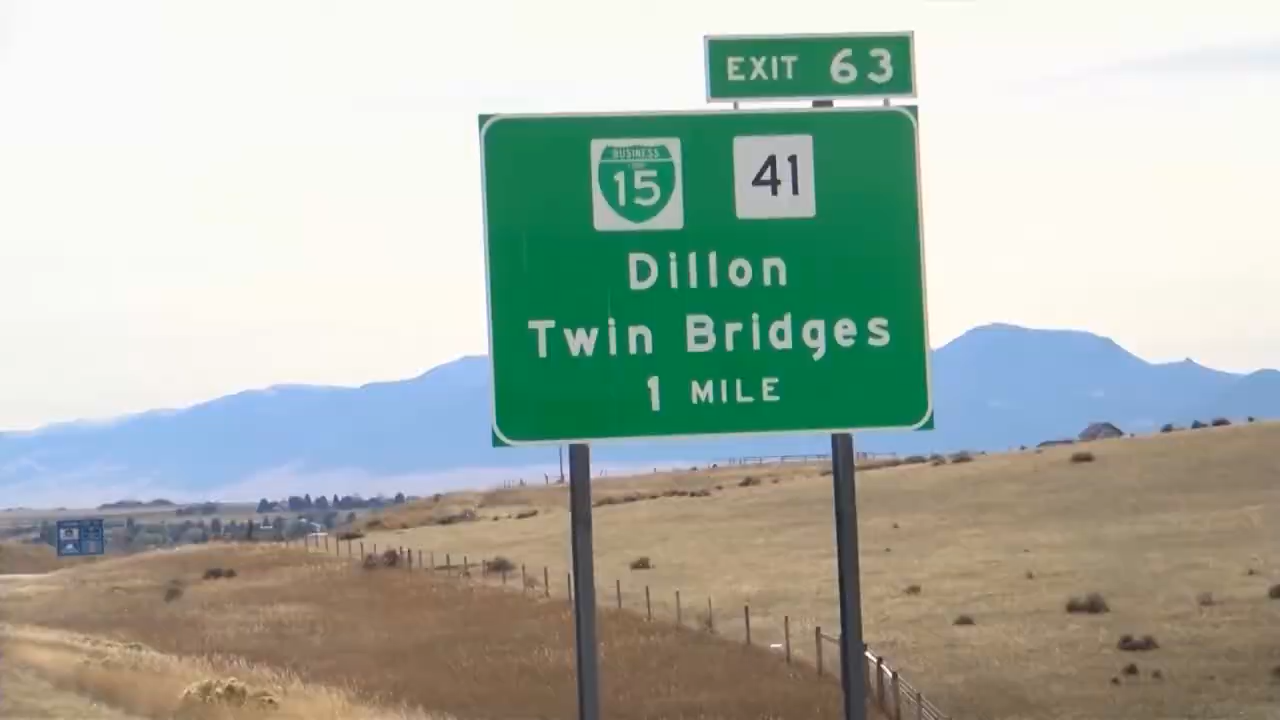 EXIT 63
BUSINESS
15
41
Dillon
Twin Bridges
1 MILE